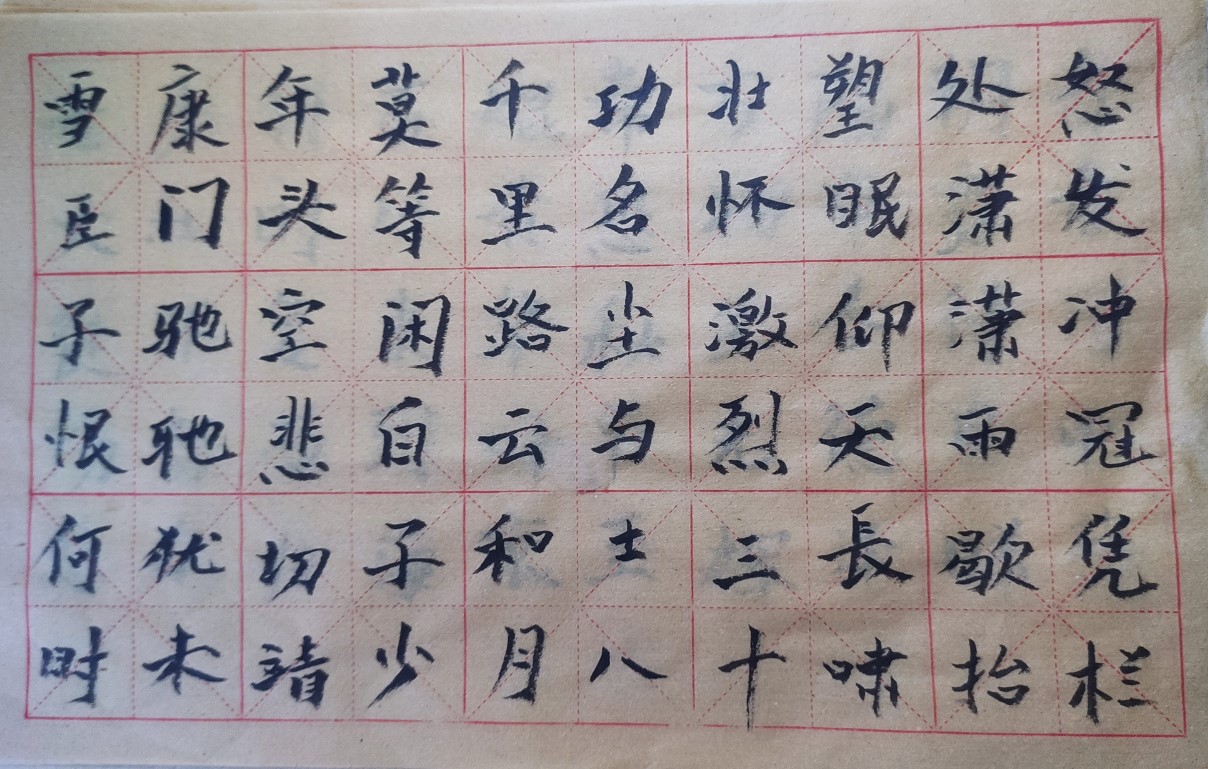 怒发冲冠凭栏
处潇潇雨歇抬
望眼仰天長啸
壮怀激烈三十
功名尘与士八
千里路云和月
莫等闲白子少
年头空悲切靖
康门驰耻犹未
雪臣子恨何时